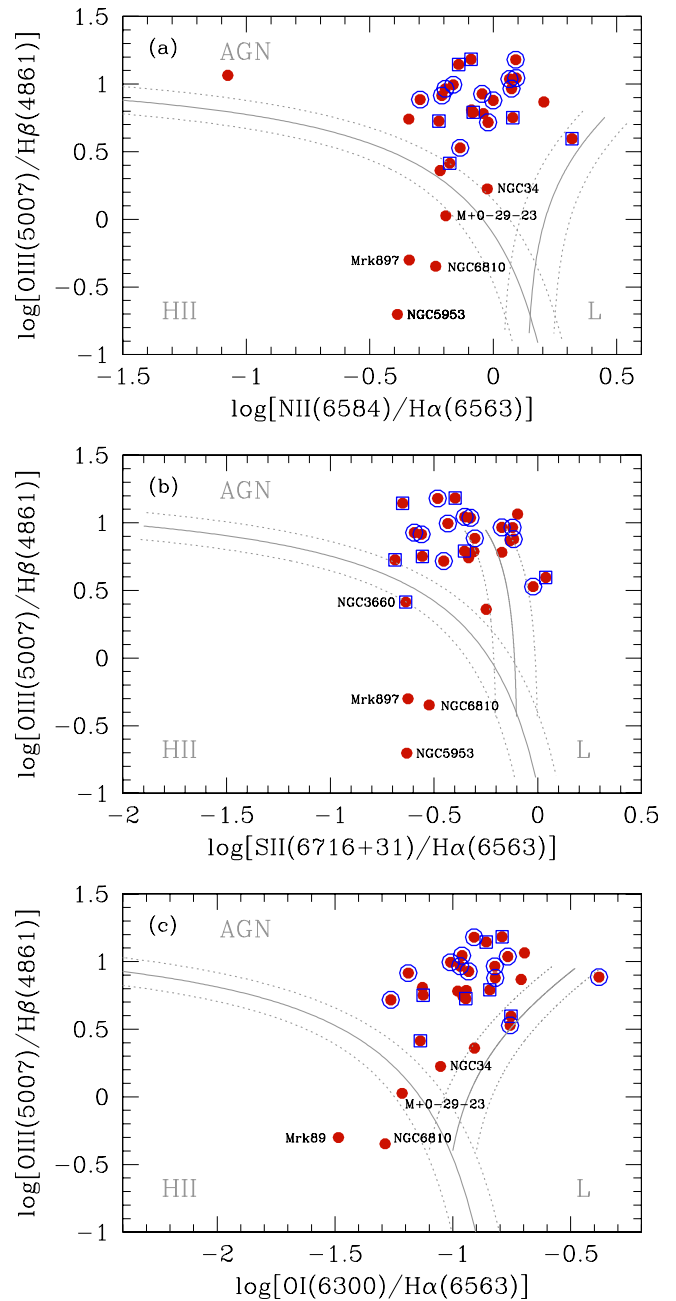 (a)
AGN
NGC34
M+0-29-23
Mrk897
NGC6810
NGC5953
HII
L
1.5
1
0.5
0
−0.5
−1
log[OIII(5007)/Hβ(4861)]
−1.5
−1
−0.5
0
0.5
log[NII(6584)/Hα(6563)]
(b)
AGN
NGC3660
Mrk897
NGC6810
NGC5953
HII
L
1.5
1
0.5
0
−0.5
−1
log[OIII(5007)/Hβ(4861)]
−2
−1.5
−1
−0.5
0
0.5
log[SII(6716+31)/Hα(6563)]
(c)
AGN
NGC34
M+0-29-23
Mrk89
NGC6810
HII
L
1.5
1
0.5
0
−0.5
−1
log[OIII(5007)/Hβ(4861)]
−2
−1.5
−1
−0.5
log[OI(6300)/Hα(6563)]